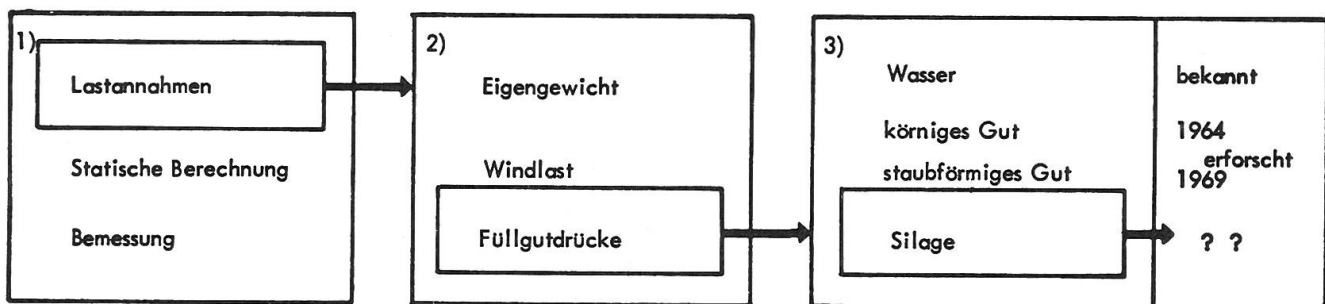 1)
Lastannahmen
Statische Berechnung
Bemessung
2)
Eigengewicht
Windlast
Füllgutdrücke
3)
Wasser bekannt
körniges Gut 1964
erforscht
staubförmiges Gut 1969
Silage ? ?